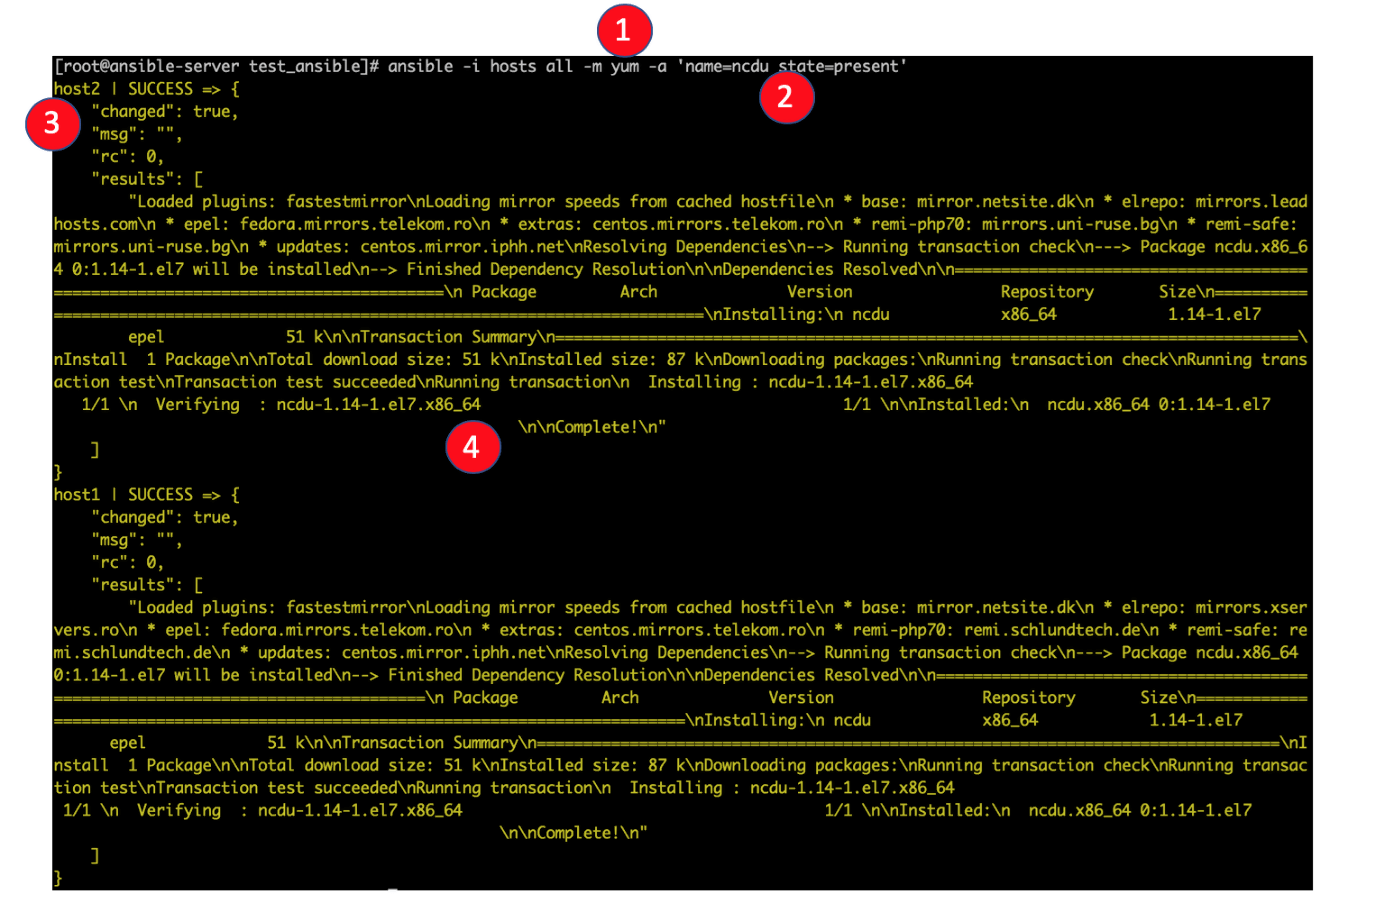 1
[root@ansible-server test_ansible]# ansible -i hosts all -m yum -a 'name=ncdu state=present'
2
host2 | SUCCESS => {
3
"changed": true,
"msg": "",
"rc": 0,
"results": [
"Loaded plugins: fastestmirror\nLoading mirror speeds from cached hostfile\n * base: mirror.netsite.dk\n * elrepo: mirrors.lead
hosts.com\n * epel: fedora.mirrors.telekom.ro\n * extras: centos.mirrors.telekom.ro\n * remi-php70: mirrors.uni-ruse.bg\n * remi-safe:
mirrors.uni-ruse.bg\n * updates: centos.mirror.iphh.net\nResolving Dependencies\n--> Running transaction check\n---> Package ncdu.x86_6
4 0:1.14-1.el7 will be installed\n--> Finished Dependency Resolution\n\nDependencies Resolved\n\n======================================
==========================================\n Package Arch Version Repository Size\n==========
======================================================================\nInstalling:\n ncdu x86_64 1.14-1.el7
epel 51 k\n\nTransaction Summary\n================================================================================\
nInstall  1 Package\n\nTotal download size: 51 k\nInstalled size: 87 k\nDownloading packages:\nRunning transaction check\nRunning trans
action test\nTransaction test succeeded\nRunning transaction\n  Installing : ncdu-1.14-1.el7.x86_64
1/1 \n  Verifying  : ncdu-1.14-1.el7.x86_64 1/1 \n\nInstalled:\n  ncdu.x86_64 0:1.14-1.el7
\n\nComplete!\n"
4
]
}
host1 | SUCCESS => {
"changed": true,
"msg": "",
"rc": 0,
"results": [
"Loaded plugins: fastestmirror\nLoading mirror speeds from cached hostfile\n * base: mirror.netsite.dk\n * elrepo: mirrors.xser
vers.ro\n * epel: fedora.mirrors.telekom.ro\n * extras: centos.mirrors.telekom.ro\n * remi-php70: remi.schlundtech.de\n * remi-safe: re
mi.schlundtech.de\n * updates: centos.mirror.iphh.net\nResolving Dependencies\n--> Running transaction check\n---> Package ncdu.x86_64
0:1.14-1.el7 will be installed\n--> Finished Dependency Resolution\n\nDependencies Resolved\n\n========================================
========================================\n Package Arch Version Repository Size\n============
====================================================================\nInstalling:\n ncdu x86_64 1.14-1.el7
epel 51 k\n\nTransaction Summary\n================================================================================\nI
nstall  1 Package\n\nTotal download size: 51 k\nInstalled size: 87 k\nDownloading packages:\nRunning transaction check\nRunning transac
tion test\nTransaction test succeeded\nRunning transaction\n  Installing : ncdu-1.14-1.el7.x86_64
1/1 \n  Verifying  : ncdu-1.14-1.el7.x86_64 1/1 \n\nInstalled:\n  ncdu.x86_64 0:1.14-1.el7
\n\nComplete!\n"
]
}